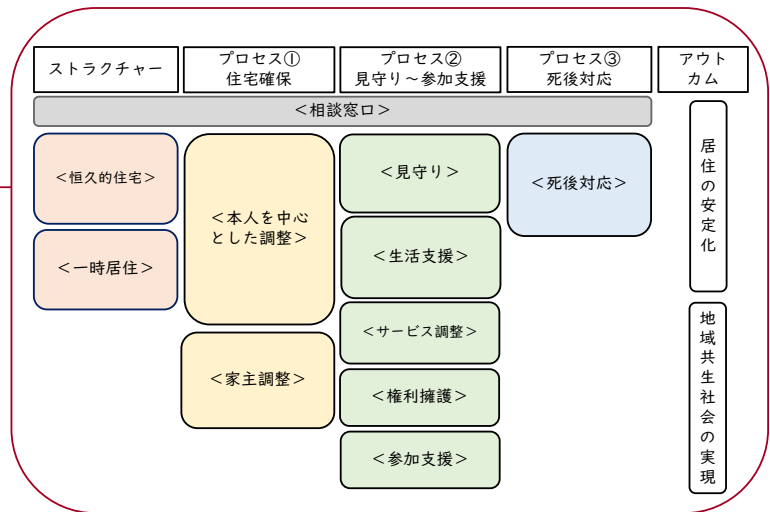 ストラクチャー
プロセス①
住宅確保
プロセス②
見守り～参加支援
プロセス③
死後対応
アウト
カム
＜相談窓口＞
＜恒久的住宅＞
＜一時居住＞
＜本人を中心
とした調整＞
＜家主調整＞
＜見守り＞
＜生活支援＞
＜サービス調整＞
＜権利擁護＞
＜参加支援＞
＜死後対応＞
居住の安定化
地域共生社会の実現